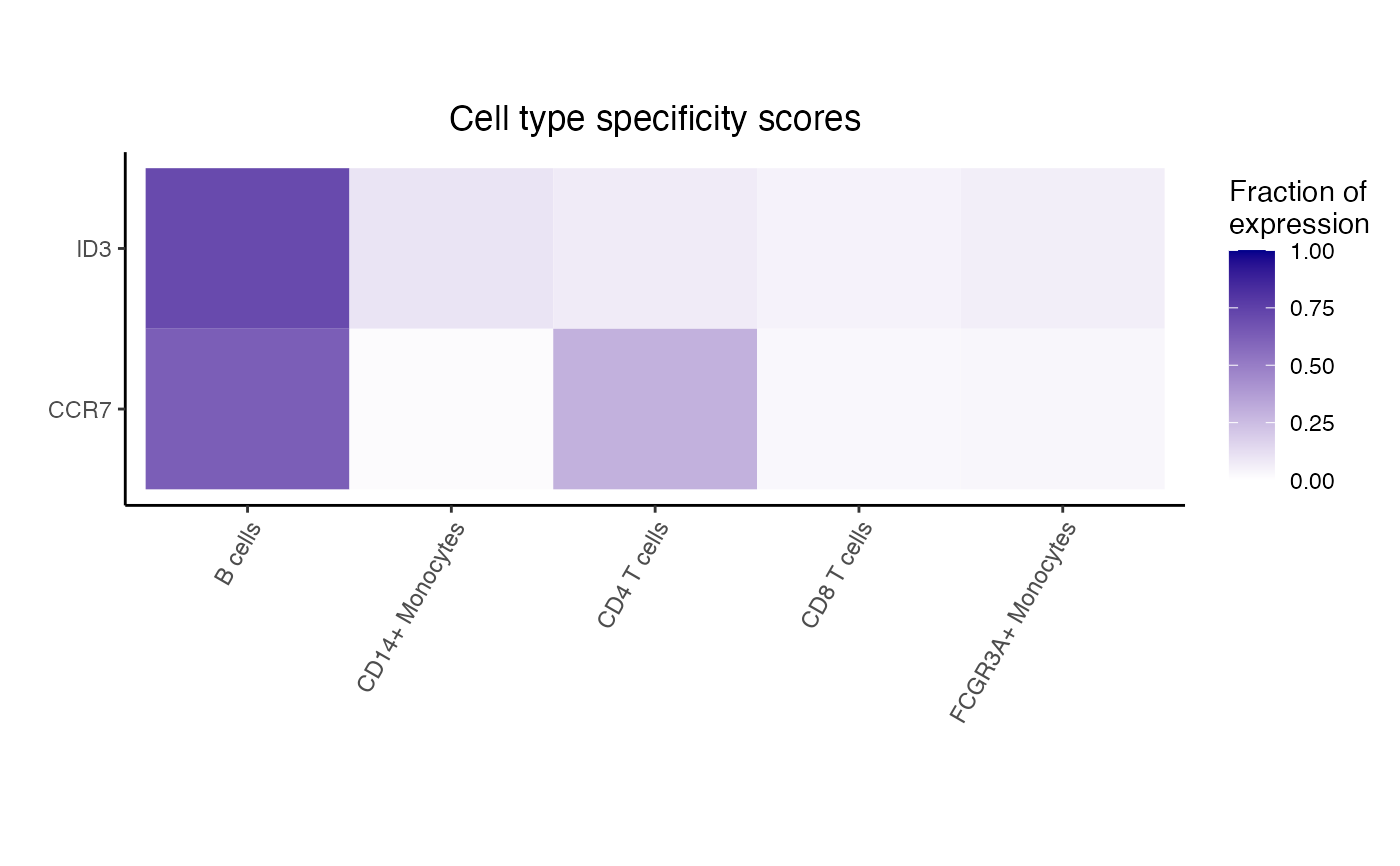 Cell type specificity scores
ID3
CCR7
B cells
CD14+ Monocytes
CD4 T cells
CD8 T cells
FCGR3A+ Monocytes
Fraction of
expression
1.00
0.75
0.50
0.25
0.00